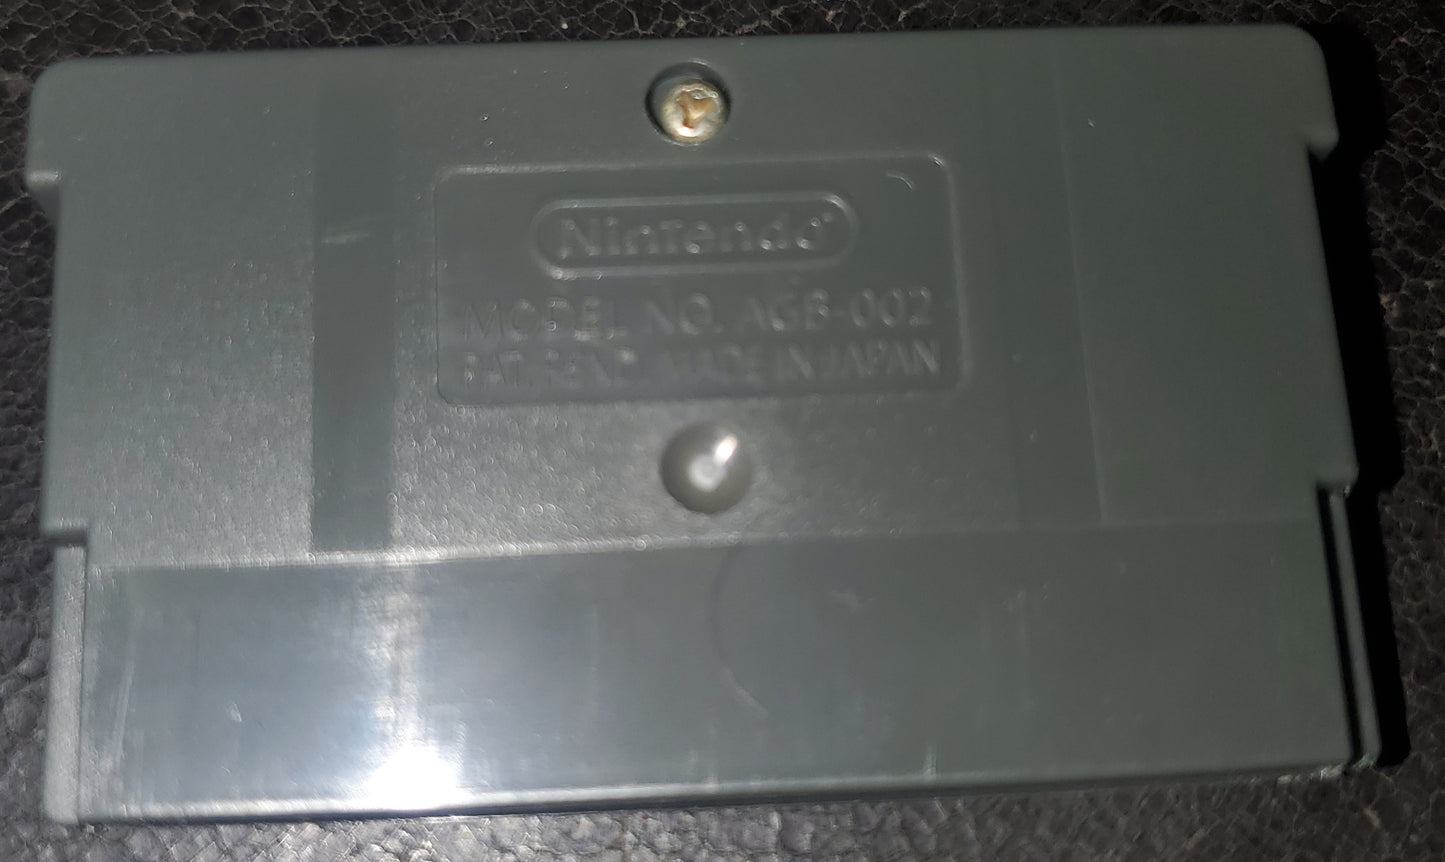 Nintendo®
MODEL NO. AGB-002
PAT. PEND. MADE IN JAPAN